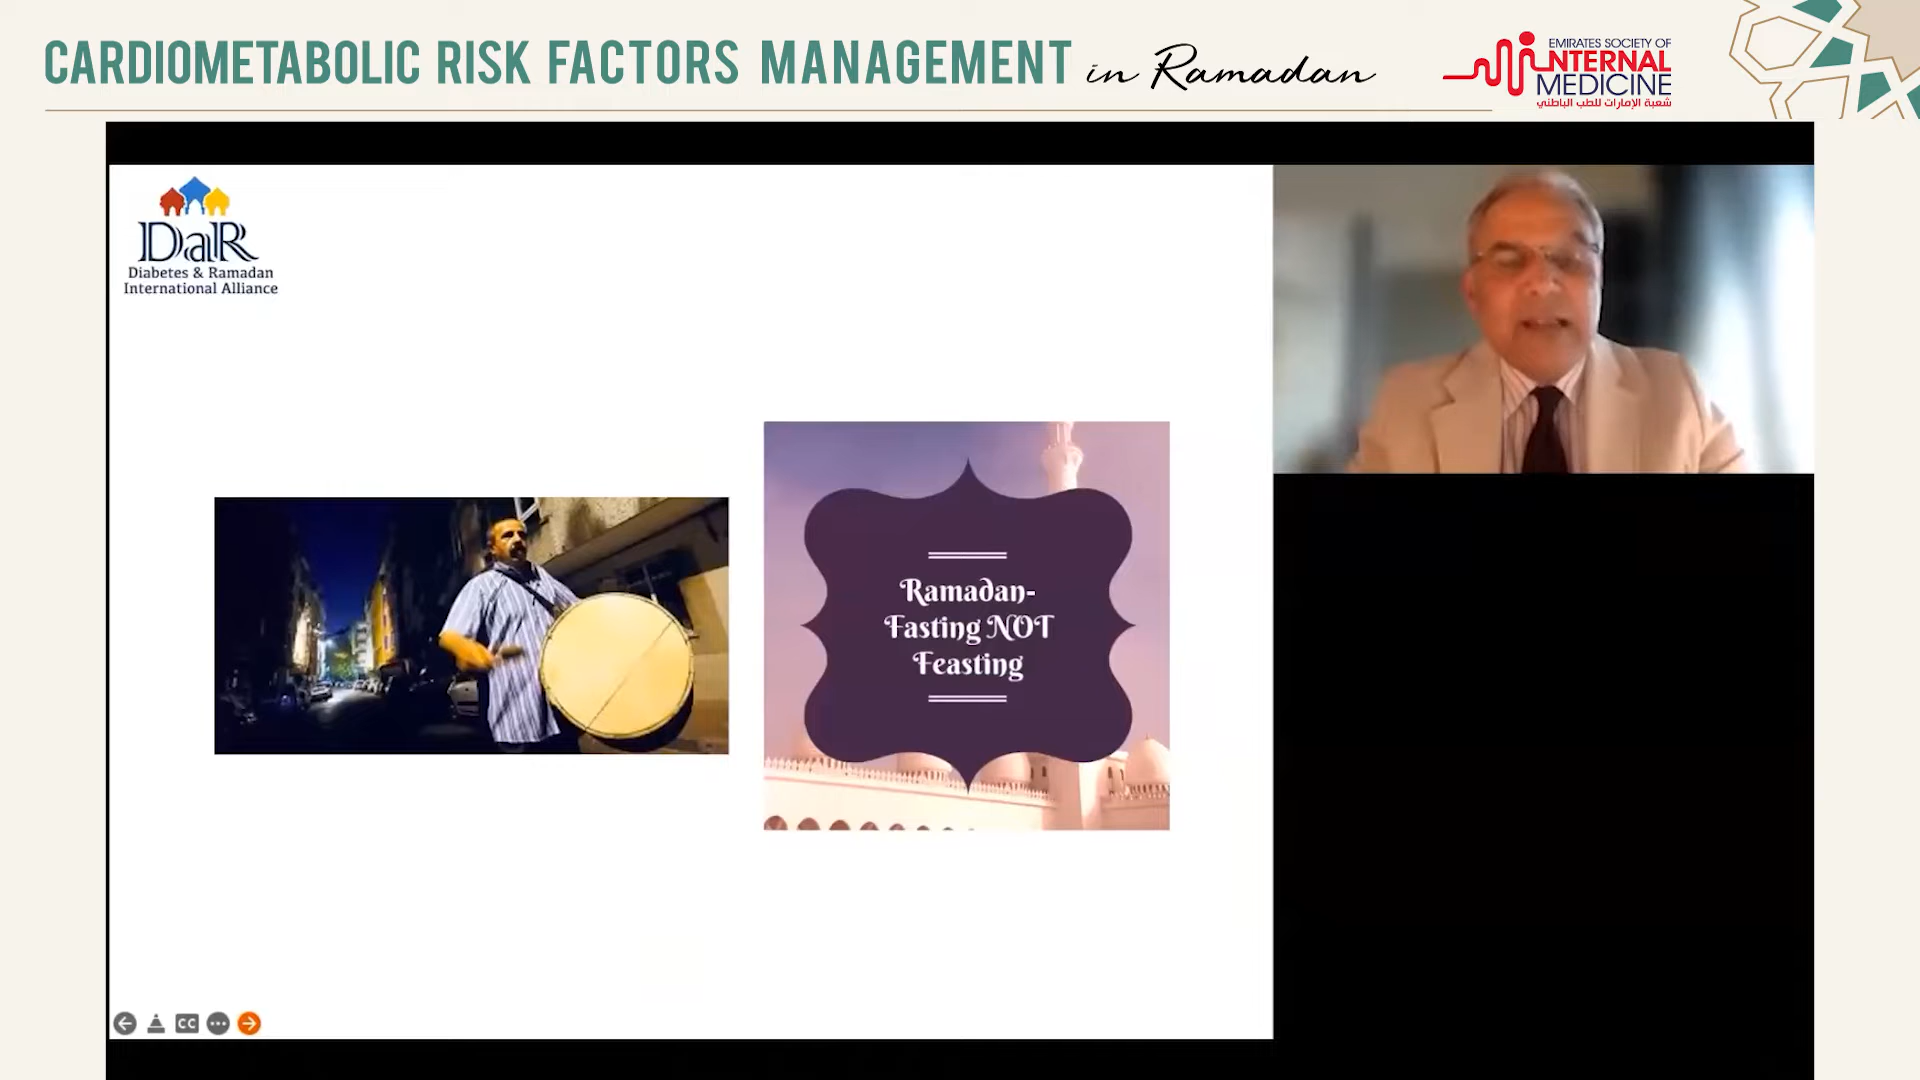 CARDIOMETABOLIC RISK FACTORS MANAGEMENT in Ramadan
EMIRATES SOCIETY OF
INTERNAL
MEDICINE
شعبة الإمارات للطب الباطني
DaR
Diabetes & Ramadan
International Alliance
Ramadan-
Fasting NOT
Feasting
CC